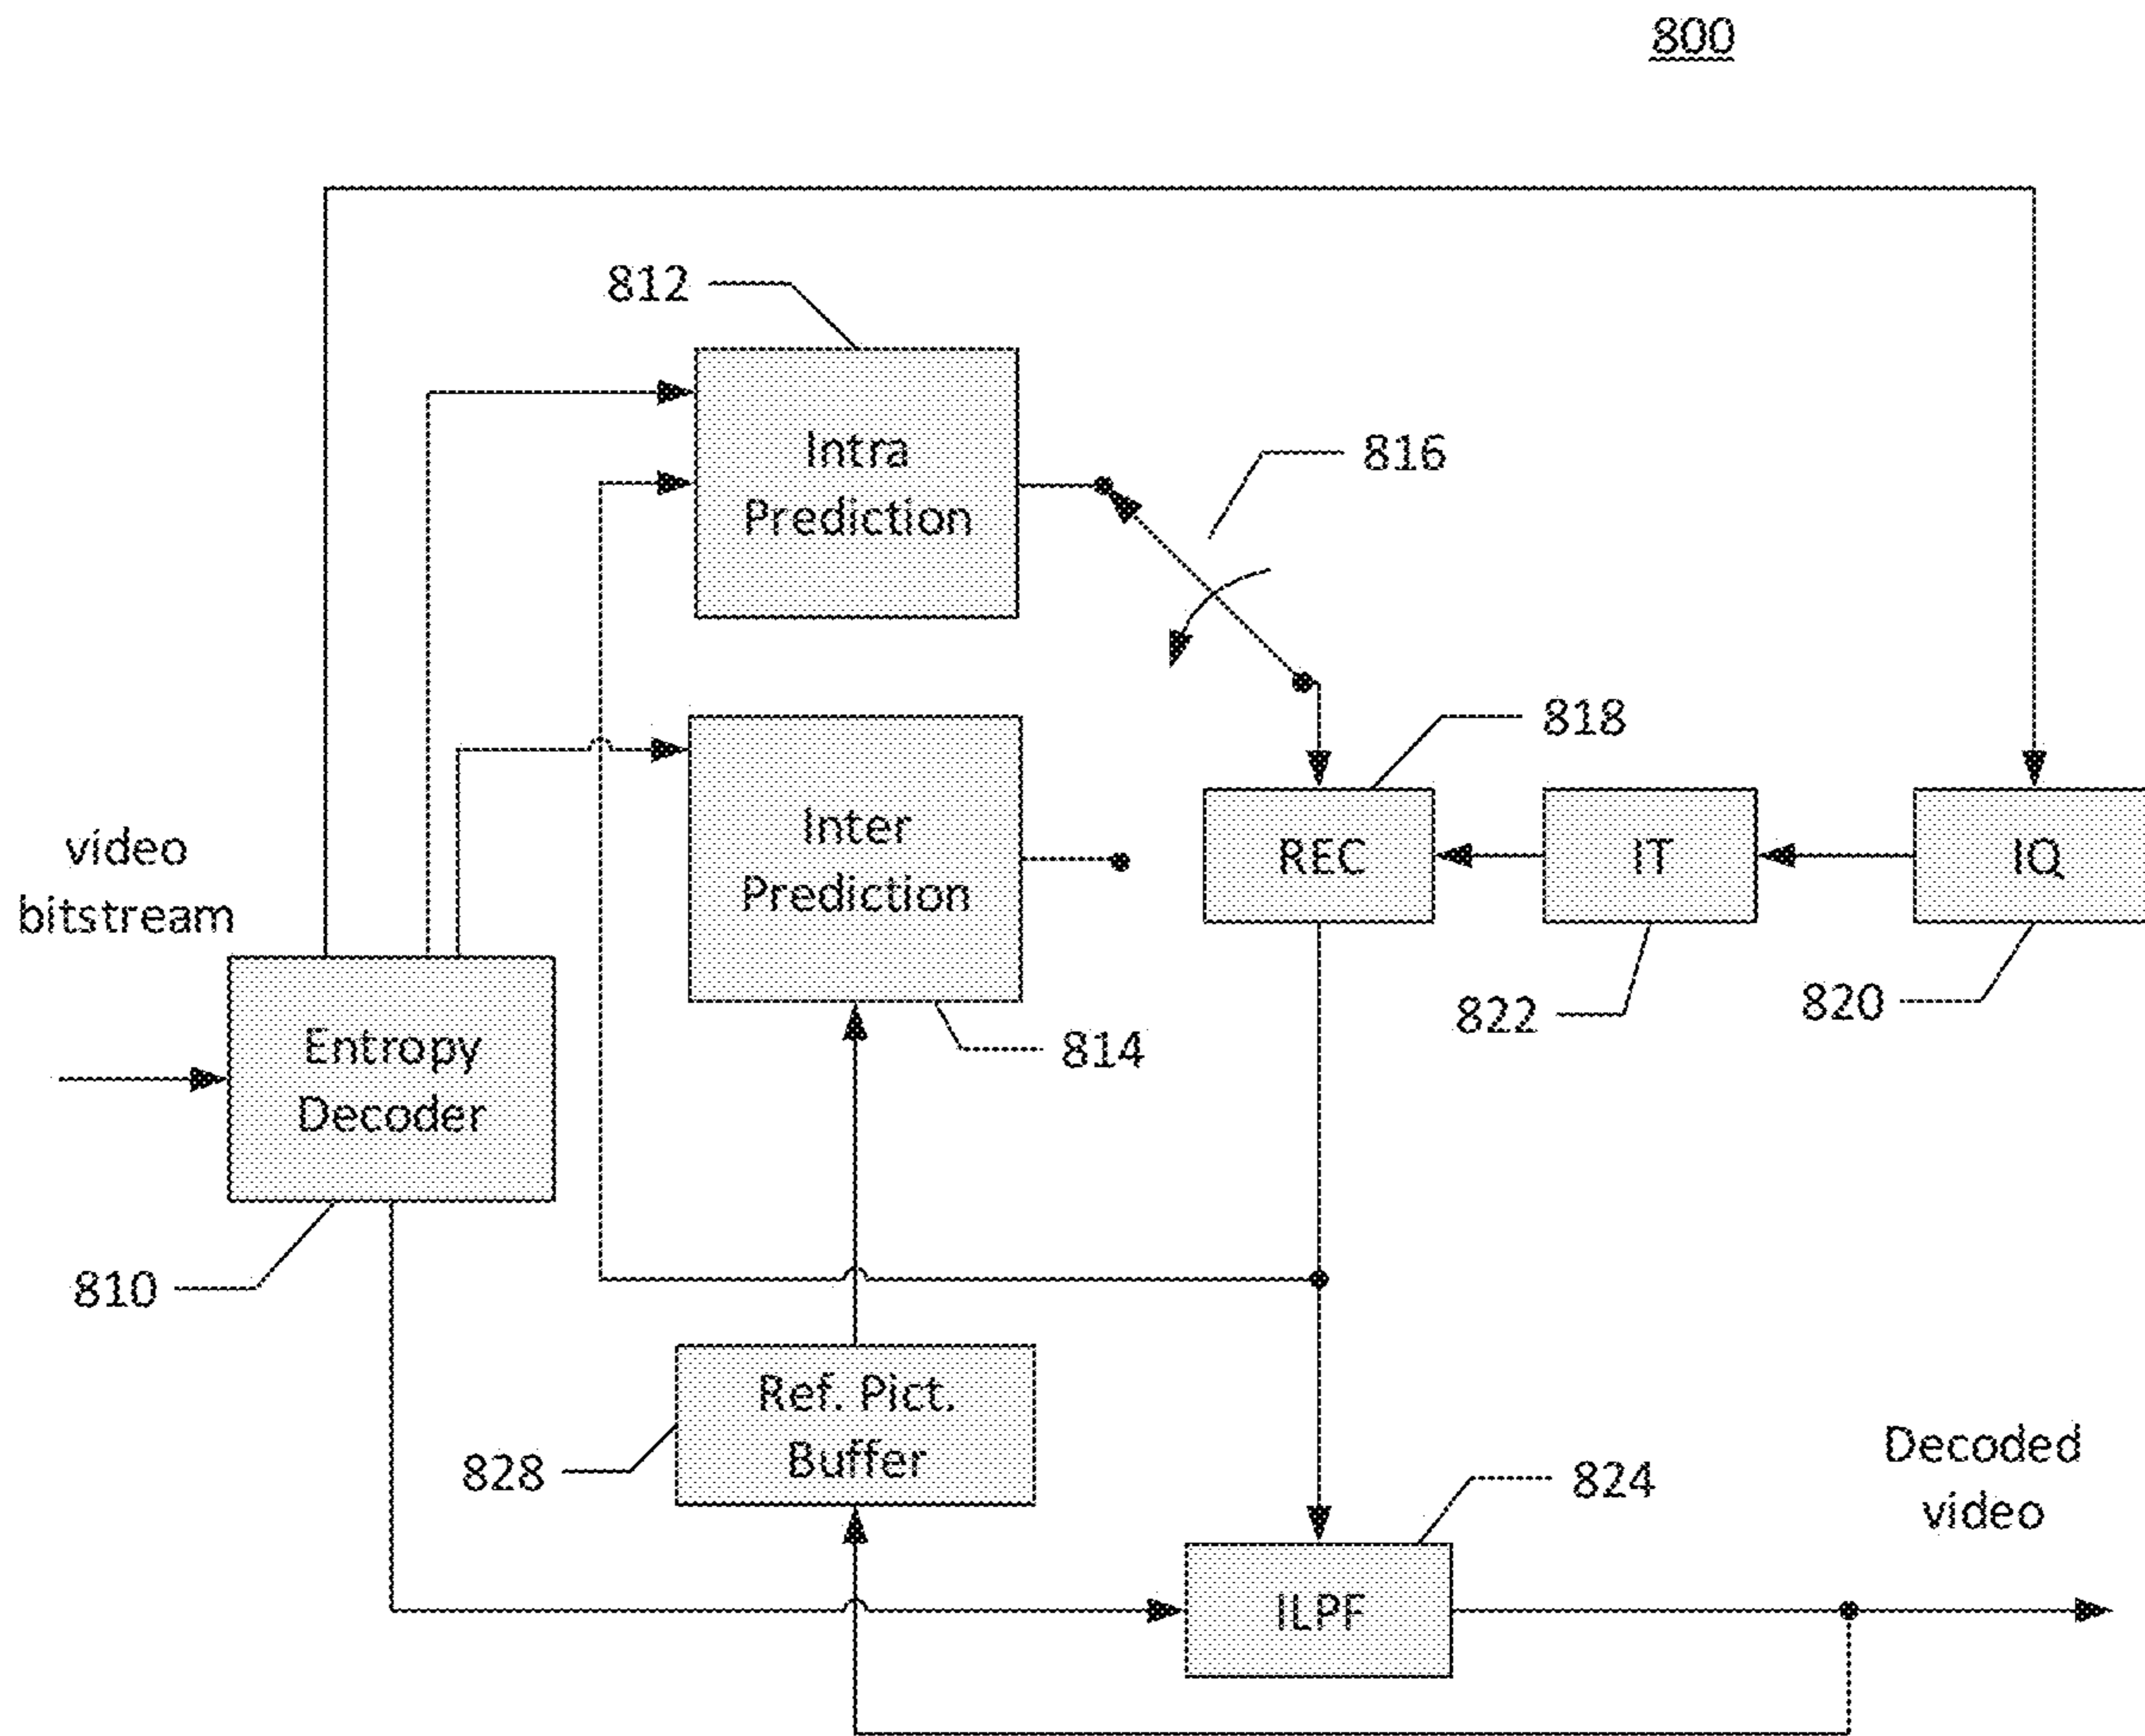 800
812
Intra
Prediction
816
818
Inter
Prediction
video
bitstream
REC
IT
IQ
822
820
814
Entropy
Decoder
810
Ref. Pict.
Buffer
828
824
Decoded
video
ILPF